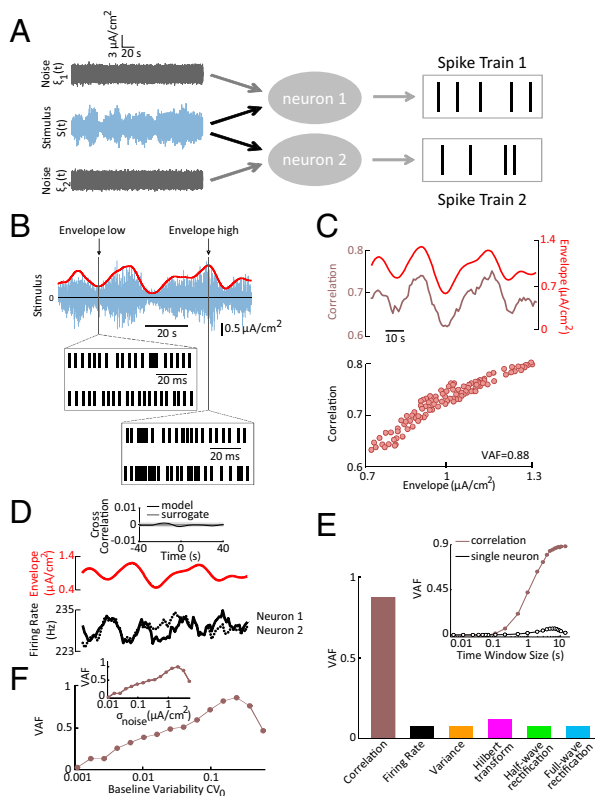 A
3 µA/cm²
20 s
Noise
ξ1(t)
Stimulus
S(t)
Noise
ξ2(t)
neuron 1
neuron 2
Spike Train 1
Spike Train 2
B
Envelope low
Envelope high
Stimulus
0
20 s
0.5 µA/cm²
20 ms
20 ms
C
Correlation
0.8
0.7
0.6
1.4
0.7
0
Envelope
(µA/cm²)
10 s
Correlation
0.8
0.7
0.6
VAF=0.88
0.7
1
1.3
Envelope(µA/cm²)
D
Cross
Correlation
0.01
0
-0.01
model
surrogate
-40
0
40
Time (s)
Envelope
(µA/cm²)
1.4
0.4
Firing Rate
(Hz)
235
223
Neuron 1
Neuron 2
E
VAF
1
0.5
0
Correlation
Firing Rate
Variance
Hilbert
transform
Half-wave
rectification
Full-wave
rectification
correlation
single neuron
VAF
0.9
0
0.01
0.1
1.0
10
Time Window Size (s)
F
VAF
1
0.5
0
0.001
0.01
0.1
Baseline Variability CV0
VAF
1
0
0.01
0.1
1
σnoise(µA/cm²)